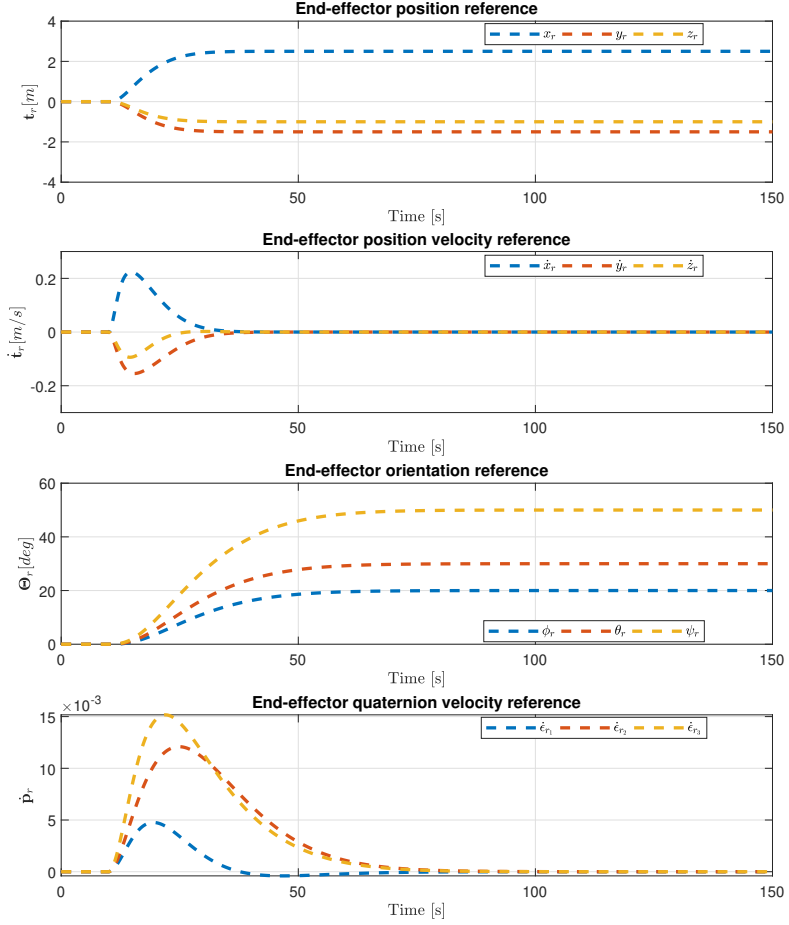 End-effector position reference
4
2
0
-2
-4
t_r[m]
x_r y_r z_r
0 50 100 150
Time [s]
End-effector position velocity reference
0.2
0
-0.2
ṫ_r[m/s]
ẋ_r ẏ_r ż_r
0 50 100 150
Time [s]
End-effector orientation reference
60
40
20
0
Θ_r[deg]
ϕ_r θ_r ψ_r
0 50 100 150
Time [s]
End-effector quaternion velocity reference
×10⁻³
15
10
5
0
ṗ_r
ϵ̇_{r_1} ϵ̇_{r_2} ϵ̇_{r_3}
0 50 100 150
Time [s]